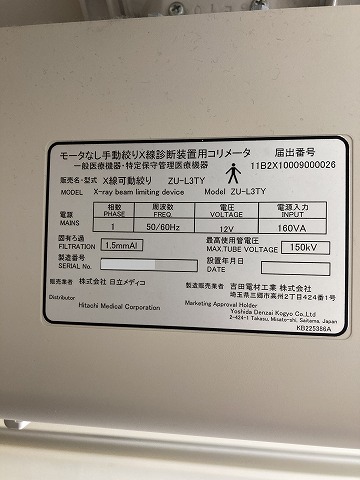 モータなし手動絞りX線診断装置用コリメータ 届出番号
一般医療機器・特定保守管理医療機器 11B2X10009000026
販売名・型式 X線可動絞り ZU-L3TY
MODEL X-ray beam limiting device Model ZU-L3TY
電源 MAINS
相数 PHASE 周波数 FREQ. 電圧 VOLTAGE 電源入力 INPUT
1 50/60Hz 12V 160VA
固有ろ過 FILTRATION 1.5mmAl 最高使用管電圧 MAX.TUBE VOLTAGE 150kV
製造番号 SERIAL No. 設置年月日 DATE
販売業者 株式会社 日立メディコ 製造販売業者 吉田電材工業 株式会社
埼玉県三郷市高州2丁目424番1号
Distributor Marketing Approval Holder
Hitachi Medical Corporation Yoshida Denzai Kogyo Co.,Ltd
2-424-1 Takasu, Misato-shi, Saitama, Japan
KB225386A